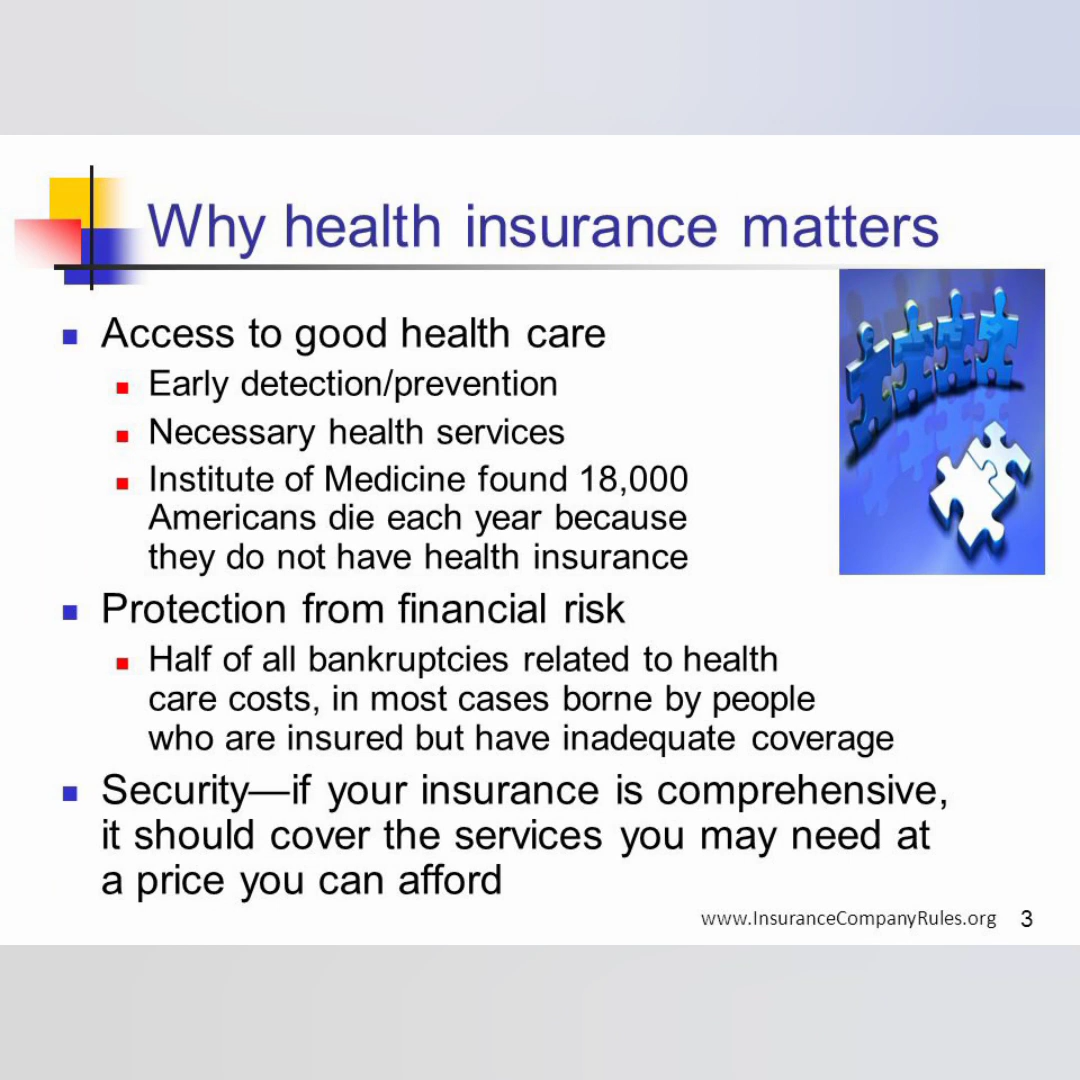 Why health insurance matters
Access to good health care
Early detection/prevention
Necessary health services
Institute of Medicine found 18,000
Americans die each year because
they do not have health insurance
Protection from financial risk
Half of all bankruptcies related to health
care costs, in most cases borne by people
who are insured but have inadequate coverage
Security—if your insurance is comprehensive,
it should cover the services you may need at
a price you can afford
www.InsuranceCompanyRules.org 3